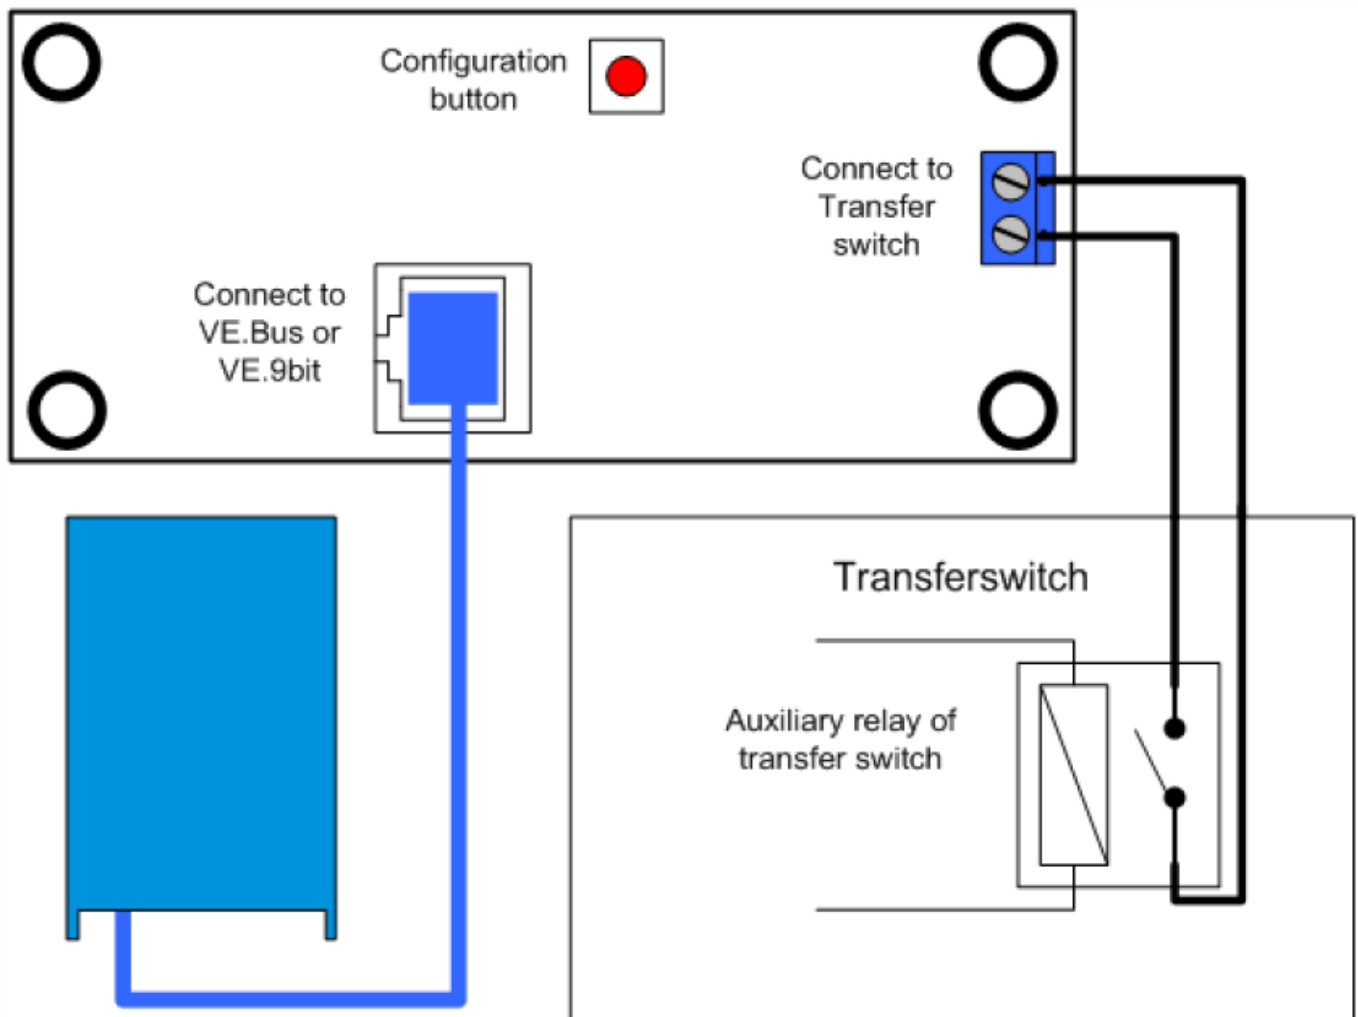 Configuration
button
Connect to
Transfer
switch
Connect to
VE.Bus or
VE.9bit
Transferswitch
Auxiliary relay of
transfer switch